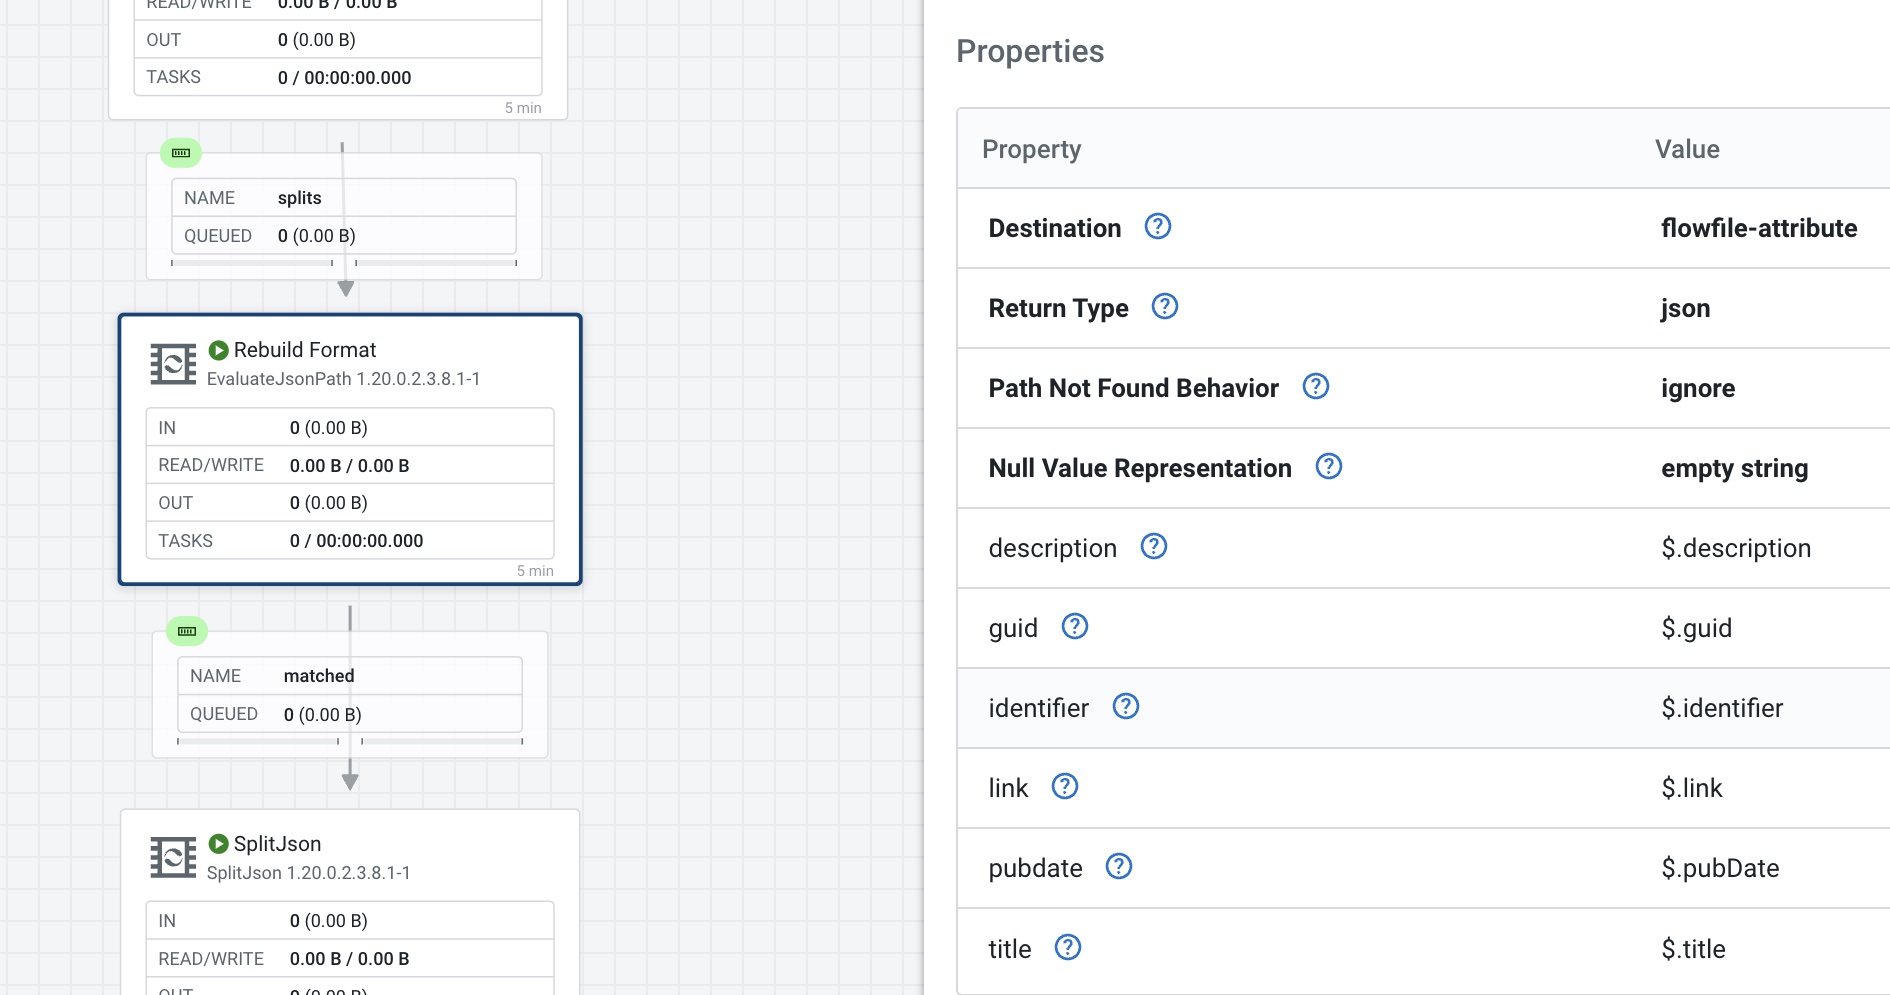 READ/WRITE 0.00 B / 0.00 B
OUT 0 (0.00 B)
TASKS 0 / 00:00:00.000
5 min
NAME splits
QUEUED 0 (0.00 B)
Rebuild Format
EvaluateJsonPath 1.20.0.2.3.8.1-1
IN 0 (0.00 B)
READ/WRITE 0.00 B / 0.00 B
OUT 0 (0.00 B)
TASKS 0 / 00:00:00.000
5 min
NAME matched
QUEUED 0 (0.00 B)
SplitJson
SplitJson 1.20.0.2.3.8.1-1
IN 0 (0.00 B)
READ/WRITE 0.00 B / 0.00 B
OUT 0 (0.00 B)
Properties
Property Value
Destination ? flowfile-attribute
Return Type ? json
Path Not Found Behavior ? ignore
Null Value Representation ? empty string
description ? $.description
guid ? $.guid
identifier ? $.identifier
link ? $.link
pubdate ? $.pubDate
title ? $.title